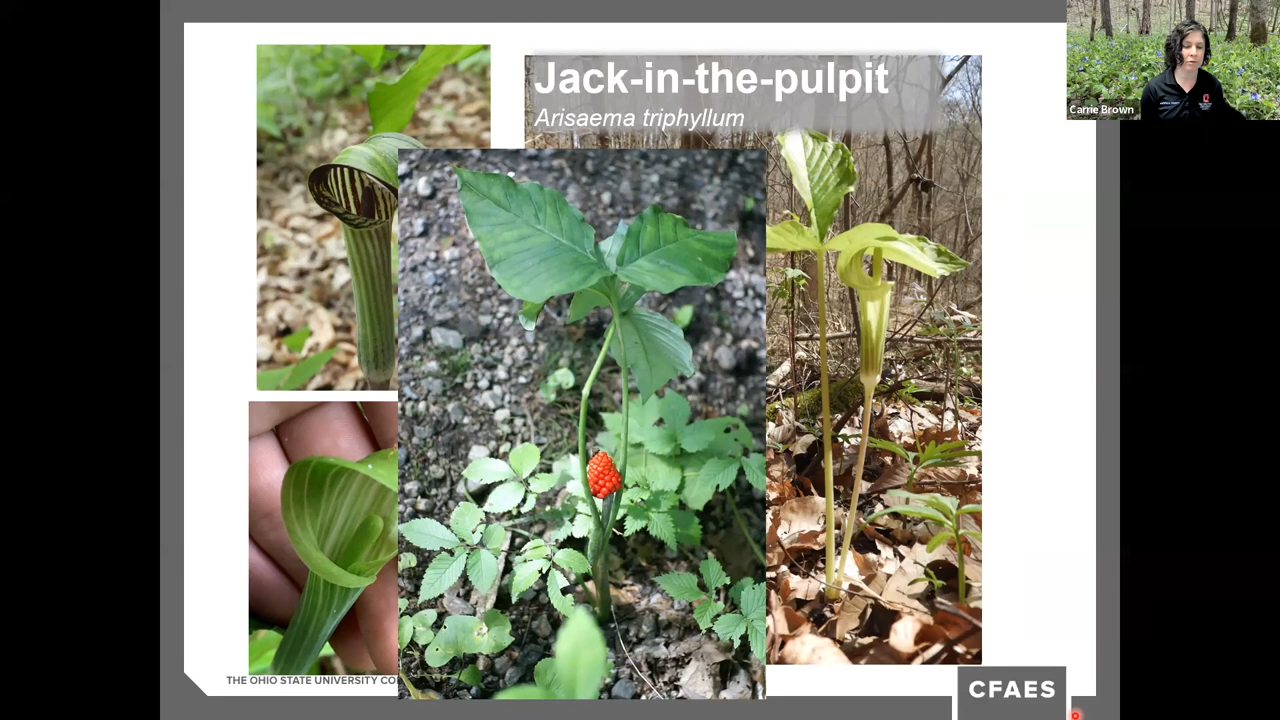 Jack-in-the-pulpit
Arisaema triphyllum
Carrie Brown
THE OHIO STATE UNIVERSITY CO
CFAES